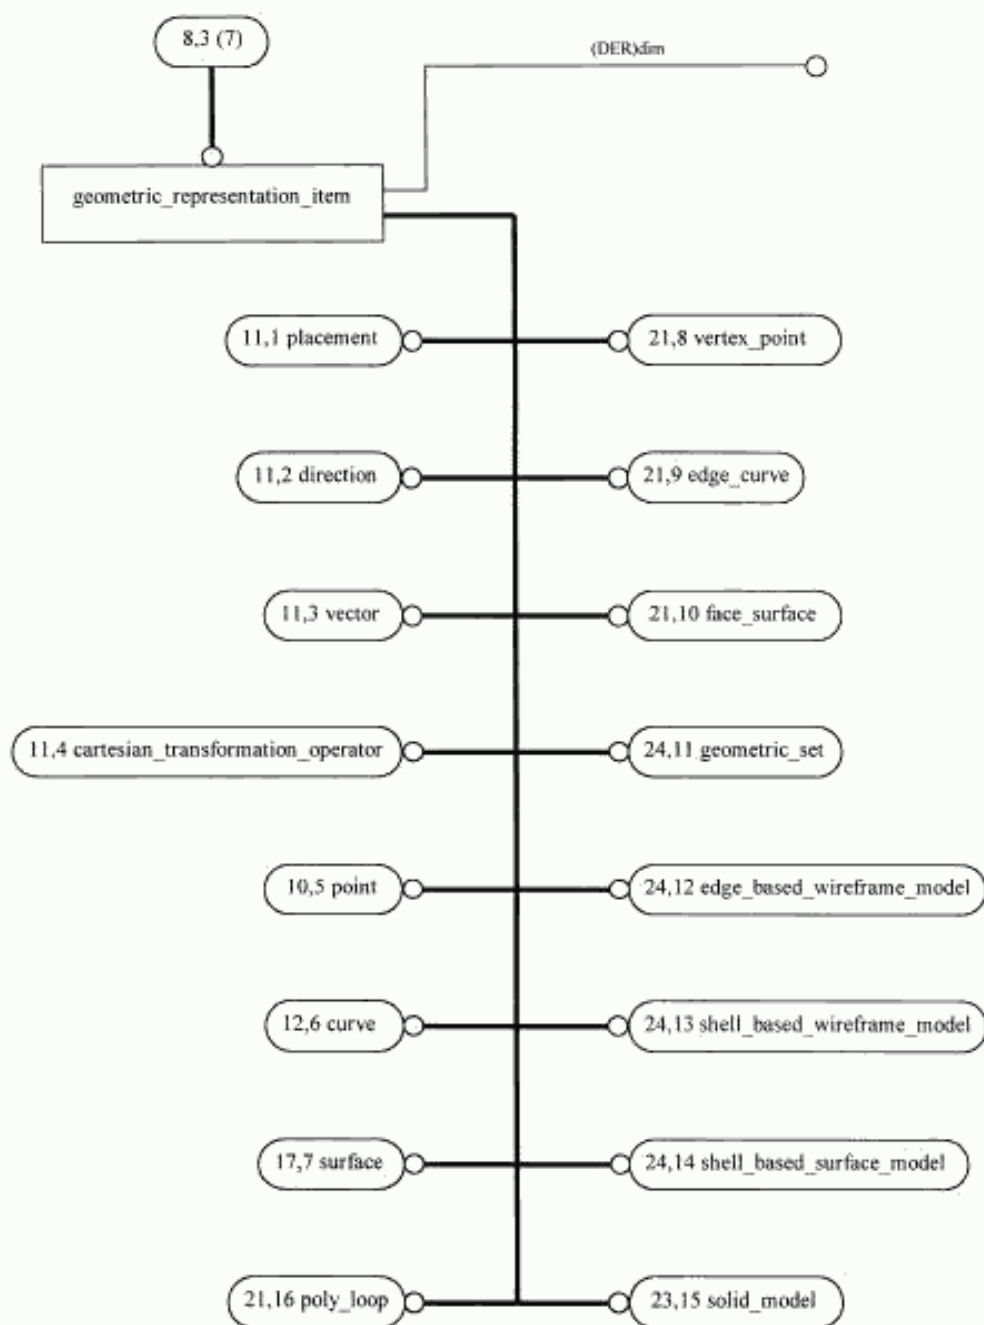 8,3 (7)
(DER)dim
geometric_representation_item
11,1 placement
21,8 vertex_point
11,2 direction
21,9 edge_curve
11,3 vector
21,10 face_surface
11,4 cartesian_transformation_operator
24,11 geometric_set
10,5 point
24,12 edge_based_wireframe_model
12,6 curve
24,13 shell_based_wireframe_model
17,7 surface
24,14 shell_based_surface_model
21,16 poly_loop
23,15 solid_model